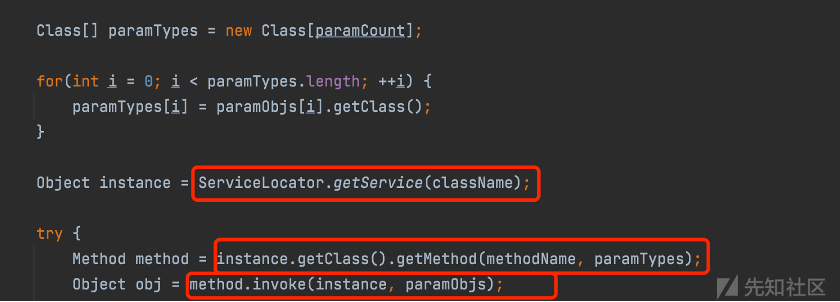 Class[] paramTypes = new Class[paramCount];
for(int i = 0; i < paramTypes.length; ++i) {
paramTypes[i] = paramObjs[i].getClass();
}
Object instance = ServiceLocator.getService(className);
try {
Method method = instance.getClass().getMethod(methodName, paramTypes);
Object obj = method.invoke(instance, paramObjs);
先知社区